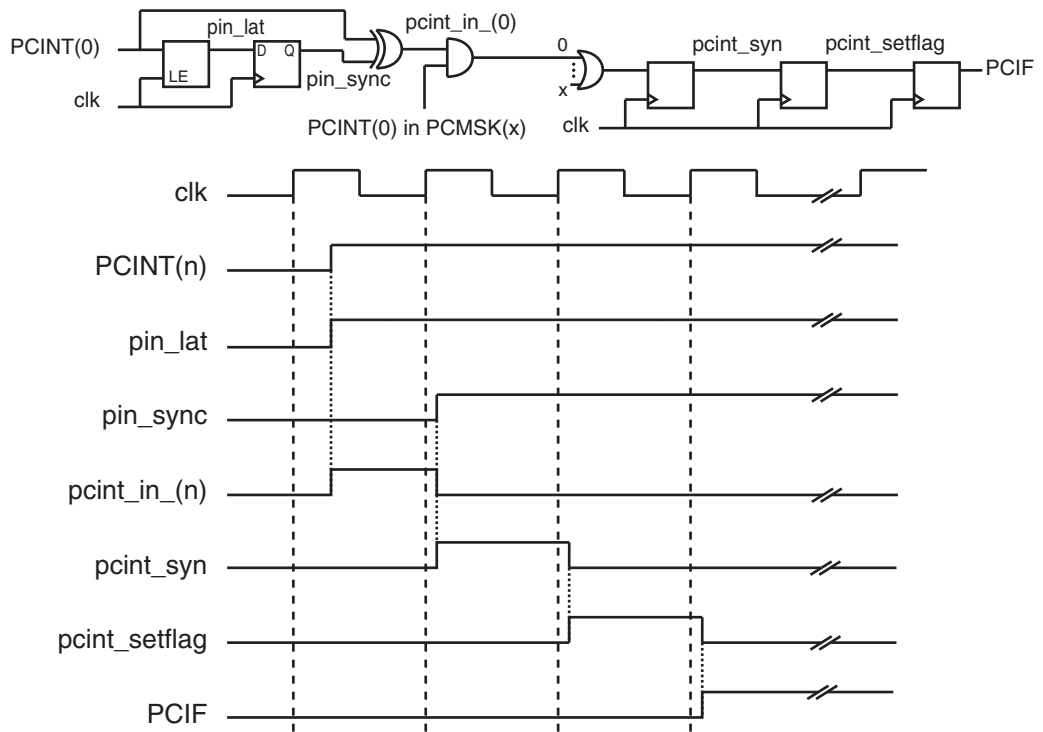 pin_lat
pcint_in_(0)
PCINT(0)
D Q
LE
pin_sync
clk
PCINT(0) in PCMSK(x)
0
x
clk
pcint_syn
pcint_setflag
PCIF
clk
PCINT(n)
pin_lat
pin_sync
pcint_in_(n)
pcint_syn
pcint_setflag
PCIF